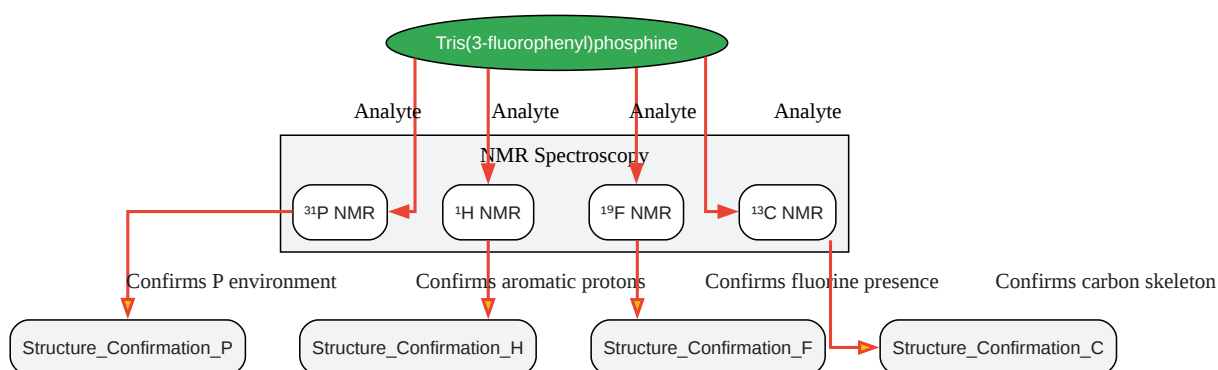 Tris(3-fluorophenyl)phosphine
Analyte Analyte Analyte Analyte
NMR Spectroscopy
³¹P NMR ¹H NMR ¹⁹F NMR ¹³C NMR
Confirms P environment Confirms aromatic protons Confirms fluorine presence Confirms carbon skeleton
Structure_Confirmation_P Structure_Confirmation_H Structure_Confirmation_F Structure_Confirmation_C